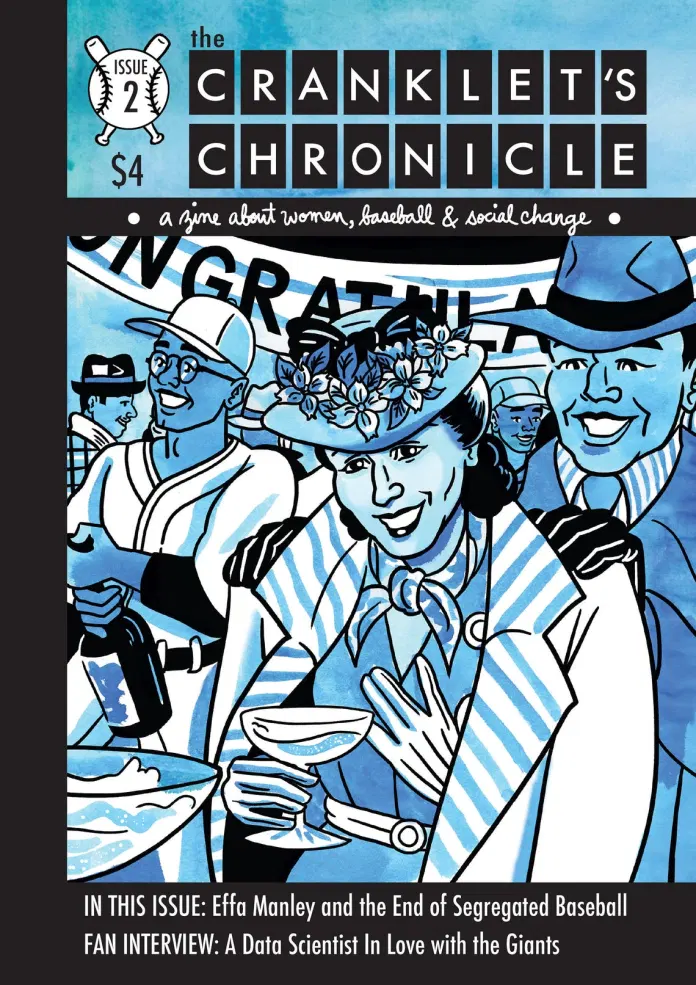 the
ISSUE
2
$4
CRANKLET'S
CHRONICLE
• a zine about women, baseball & social change •
ONGRATULA
IN THIS ISSUE: Effa Manley and the End of Segregated Baseball
FAN INTERVIEW: A Data Scientist In Love with the Giants